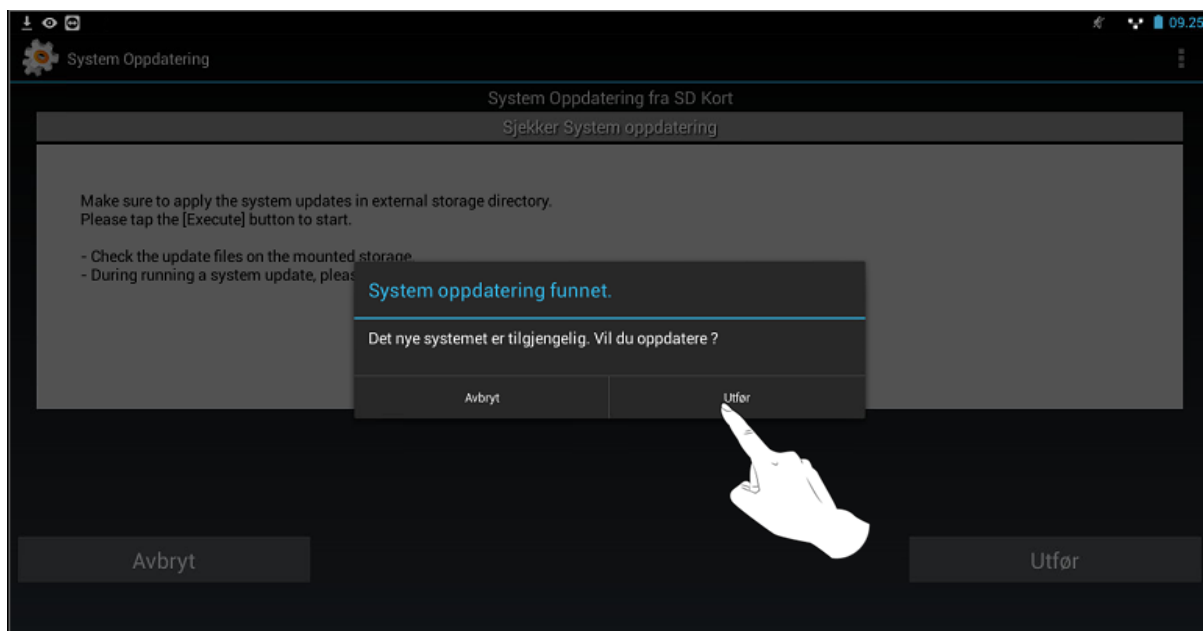 09.25
System Oppdatering
System Oppdatering fra SD Kort
Sjekker System oppdatering
Make sure to apply the system updates in external storage directory.
Please tap the [Execute] button to start.
- Check the update files on the mounted storage.
- During running a system update,
System oppdatering funnet.
Det nye systemet er tilgjengelig. Vil du oppdatere ?
Avbryt
Utfør
Avbryt
Utfør